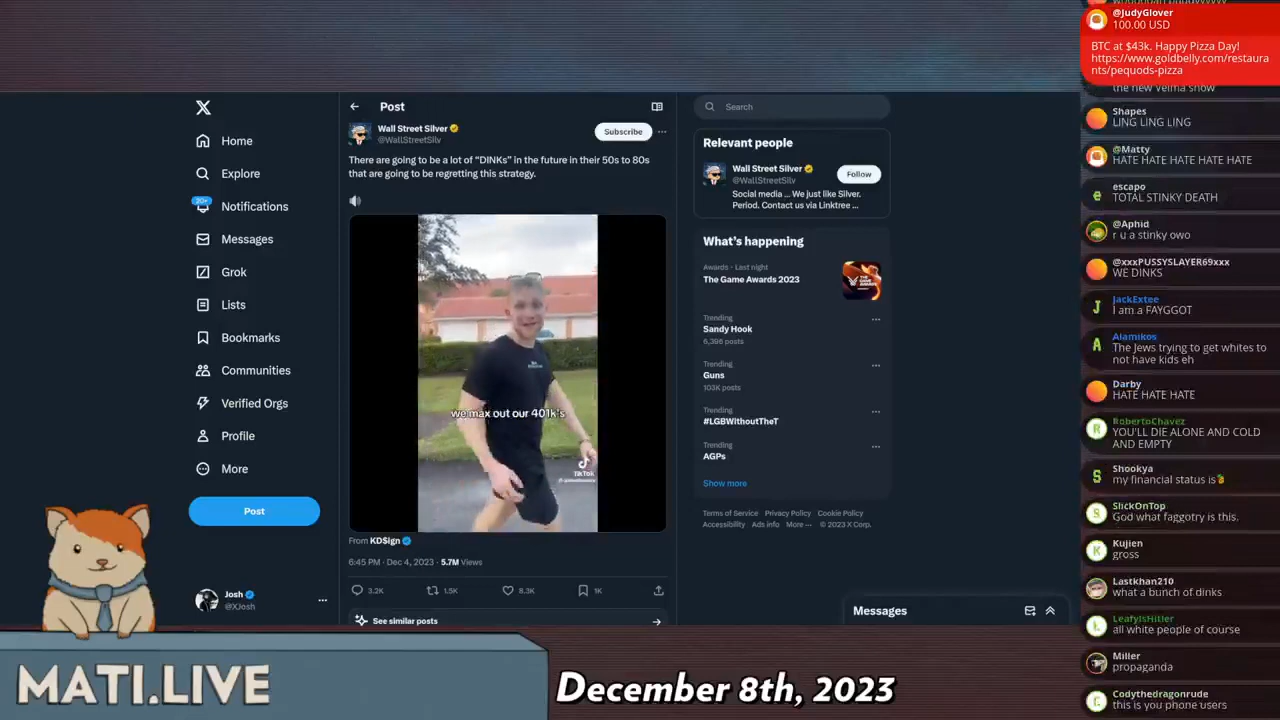 Post
Wall Street Silver
@WallStreetSilv
Subscribe
There are going to be a lot of “DINKs” in the future in their 50s to 80s
that are going to be regretting this strategy.
we max out our 401k's
TikTok
From KD$ign
6:45 PM · Dec 4, 2023 · 5.7M Views
3.2K
1.5K
8.3K
1K
See similar posts
Home
Explore
20+
Notifications
Messages
Grok
Lists
Bookmarks
Communities
Verified Orgs
Profile
More
Post
Josh
@XJosh
Search
Relevant people
Wall Street Silver
@WallStreetSilv
Follow
Social media ... We just like Silver.
Period. Contact us via Linktree ...
What’s happening
Awards · Last night
The Game Awards 2023
Trending
Sandy Hook
6,396 posts
Trending
Guns
103K posts
Trending
#LGBWithoutTheT
Trending
AGPs
Show more
Terms of Service Privacy Policy Cookie Policy
Accessibility Ads info More ... © 2023 X Corp.
Messages
@JudyGlover
100.00 USD
BTC at $43k. Happy Pizza Day!
https://www.goldbelly.com/restaura
nts/pequods-pizza
the new Velma show
Shapes
LING LING LING
@Matty
HATE HATE HATE HATE HATE
escapo
TOTAL STINKY DEATH
@Aphid
r u a stinky owo
@xxxPUSSYSLAYER69xxx
WE DINKS
JackExtee
I am a FAYGGOT
Alamikos
The Jews trying to get whites to
not have kids eh
Darby
HATE HATE HATE
RobertoChavez
YOU'LL DIE ALONE AND COLD
AND EMPTY
Shookya
my financial status is
SlickOnTop
God what faggotry is this.
Kujien
gross
Lastkhan210
what a bunch of dinks
LeafyIsHitler
all white people of course
Miller
propaganda
Codythedragonrude
this is you phone users
MATI.LIVE
December 8th, 2023